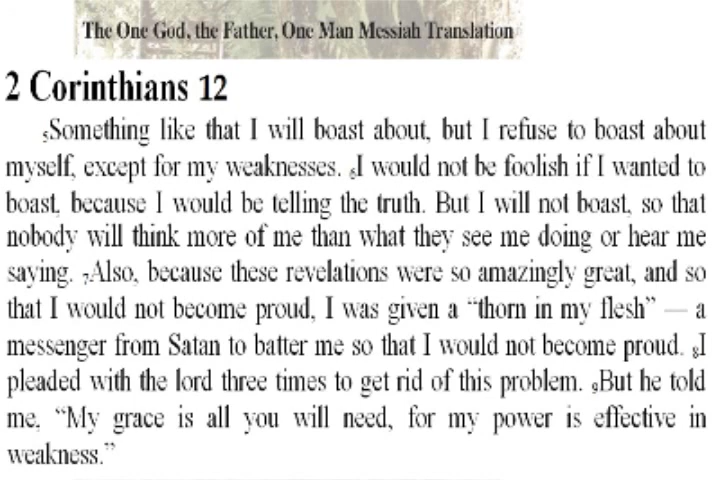 The One God, the Father, One Man Messiah Translation
2 Corinthians 12
5Something like that I will boast about, but I refuse to boast about
myself, except for my weaknesses. 6I would not be foolish if I wanted to
boast, because I would be telling the truth. But I will not boast, so that
nobody will think more of me than what they see me doing or hear me
saying. 7Also, because these revelations were so amazingly great, and so
that I would not become proud, I was given a “thorn in my flesh” — a
messenger from Satan to batter me so that I would not become proud. 8I
pleaded with the lord three times to get rid of this problem. 9But he told
me, “My grace is all you will need, for my power is effective in
weakness.”